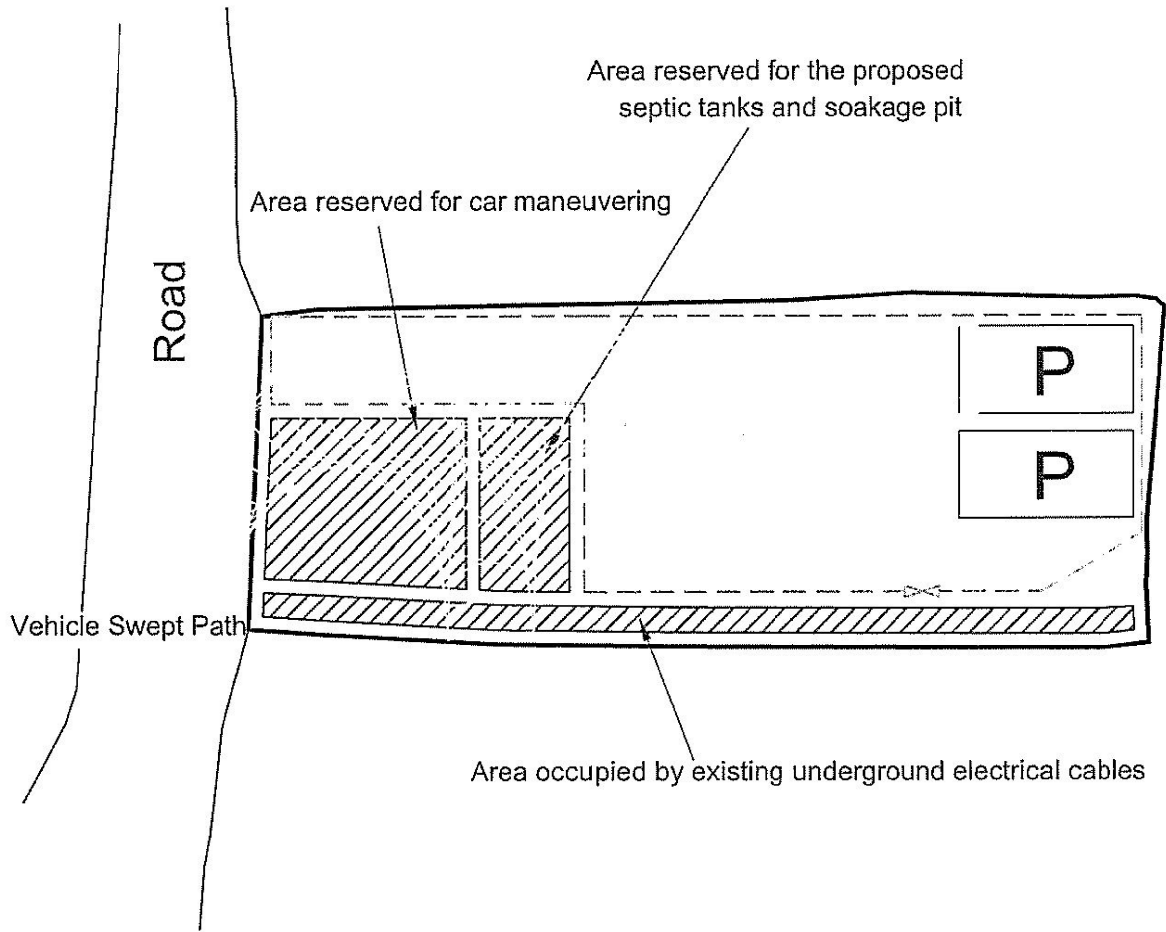 Area reserved for the proposed
septic tanks and soakage pit
Area reserved for car maneuvering
Road
P
P
Vehicle Swept Path
Area occupied by existing underground electrical cables